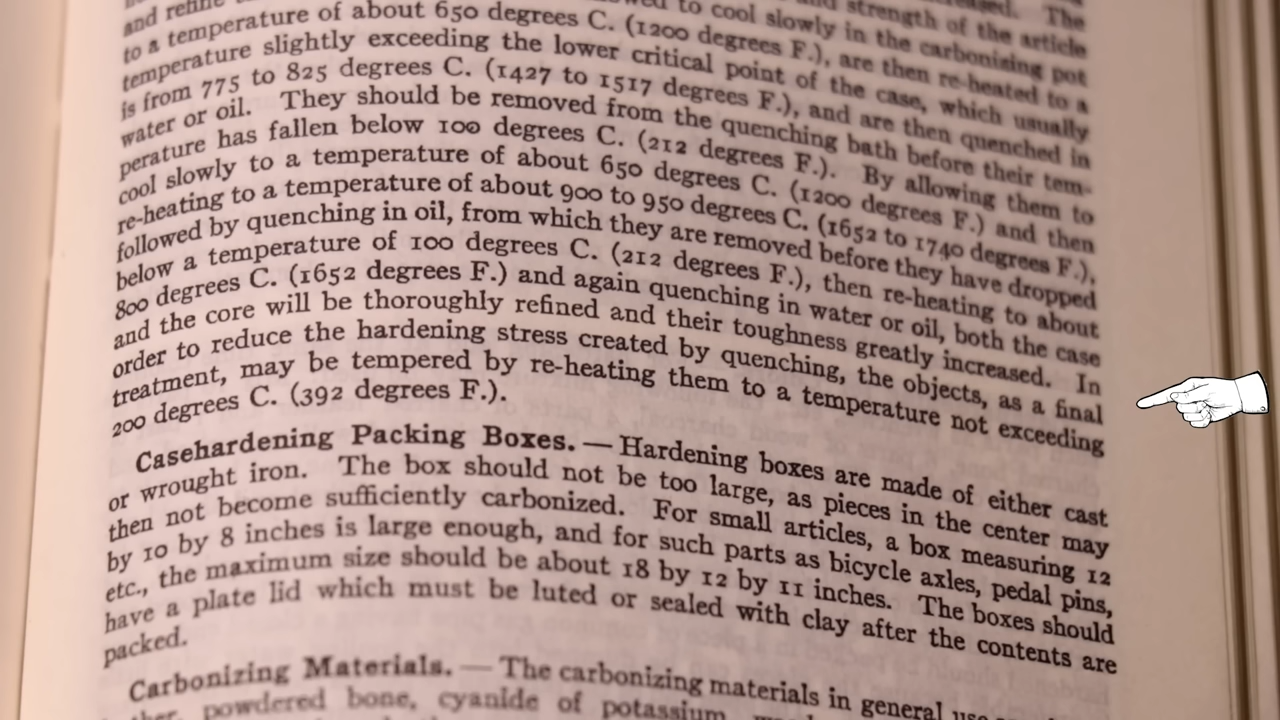 The
strength of the article
and refine to cool slowly in the carbonizing pot
to a temperature of about 650 degrees C. (1200 degrees F.), are then re-heated to a
temperature slightly exceeding the lower critical point of the case, which usually
is from 775 to 825 degrees C. (1427 to 1517 degrees F.), and are then quenched in
water or oil. They should be removed from the quenching bath before their tem-
perature has fallen below 100 degrees C. (212 degrees F.). By allowing them to
cool slowly to a temperature of about 650 degrees C. (1200 degrees F.) and then
re-heating to a temperature of about 900 to 950 degrees C. (1652 to 1740 degrees F.),
followed by quenching in oil, from which they are removed before they have dropped
below a temperature of 100 degrees C. (212 degrees F.), then re-heating to about
800 degrees C. (1652 degrees F.) and again quenching in water or oil, both the case
and the core will be thoroughly refined and their toughness greatly increased. In
order to reduce the hardening stress created by quenching, the objects, as a final
treatment, may be tempered by re-heating them to a temperature not exceeding
200 degrees C. (392 degrees F.).
Casehardening Packing Boxes. — Hardening boxes are made of either cast
or wrought iron. The box should not be too large, as pieces in the center may
then not become sufficiently carbonized. For small articles, a box measuring 12
by 10 by 8 inches is large enough, and for such parts as bicycle axles, pedal pins,
etc., the maximum size should be about 18 by 12 by 11 inches. The boxes should
have a plate lid which must be luted or sealed with clay after the contents are
packed.
Carbonizing Materials. — The carbonizing materials in general
powdered bone, cyanide of potassium